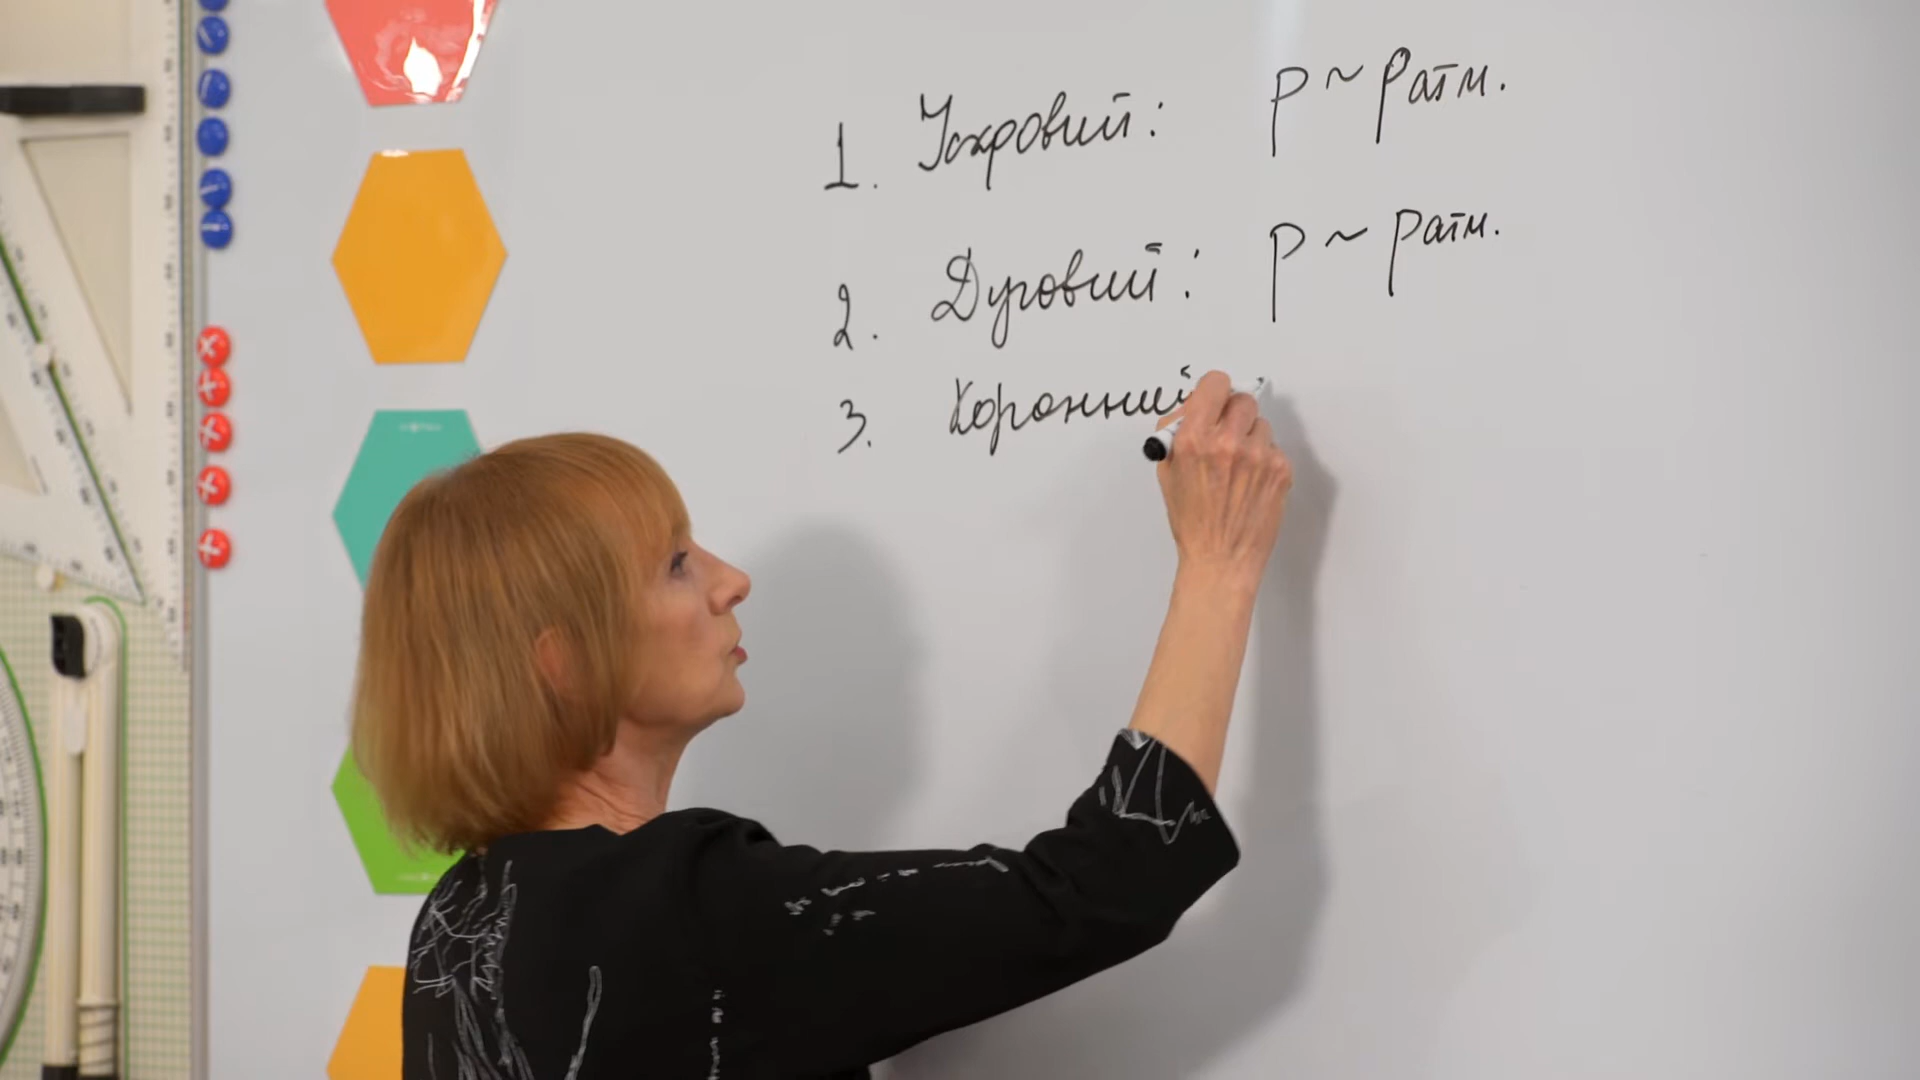 1. Іскровий: p ~ pатм.
2. Дуговий: p ~ pатм.
3. Коронний